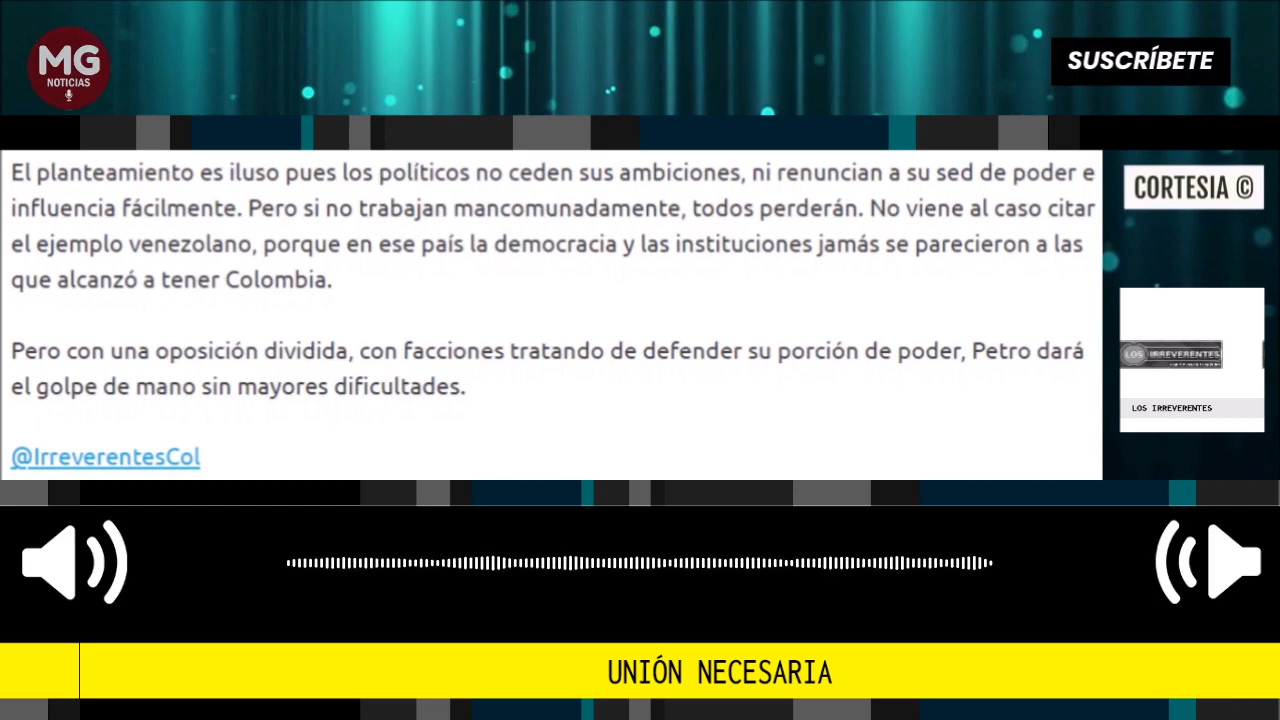 MG
NOTICIAS
SUSCRÍBETE
El planteamiento es iluso pues los políticos no ceden sus ambiciones, ni renuncian a su sed de poder e
influencia fácilmente. Pero si no trabajan mancomunadamente, todos perderán. No viene al caso citar
el ejemplo venezolano, porque en ese país la democracia y las instituciones jamás se parecieron a las
que alcanzó a tener Colombia.
Pero con una oposición dividida, con facciones tratando de defender su porción de poder, Petro dará
el golpe de mano sin mayores dificultades.
@IrreverentesCol
CORTESIA ©
LOS IRREVERENTES
LOS IRREVERENTES
UNIÓN NECESARIA